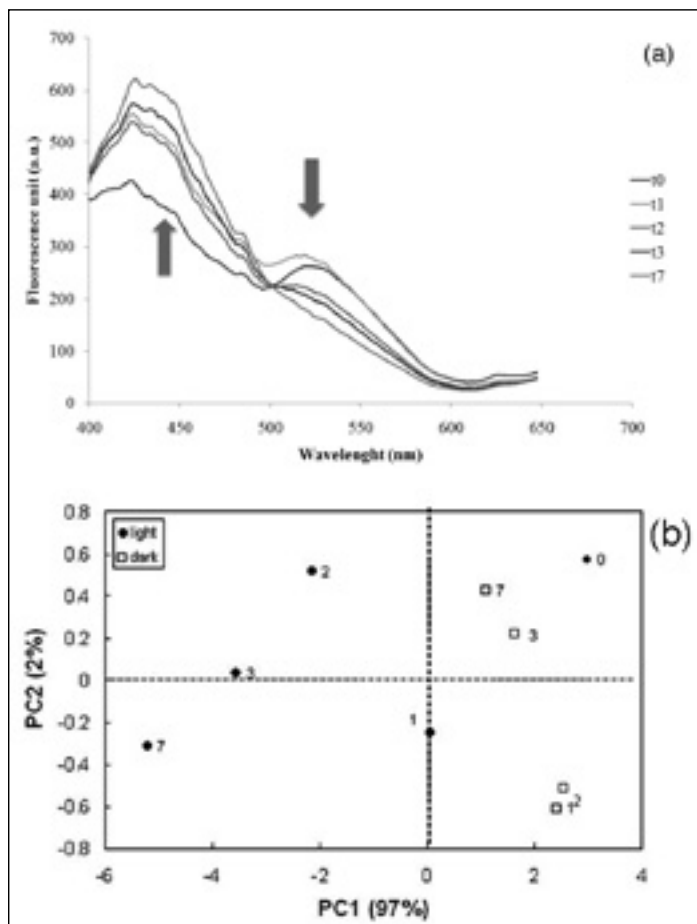 (a)
700
600
500
400
300
200
100
0
Fluorescence unit (a.u.)
400 450 500 550 600 650 700
Wavelenght (nm)
t0
t1
t2
t3
t7
(b)
light
dark
0.8
0.6
0.4
0.2
0
-0.2
-0.4
-0.6
-0.8
PC2 (2%)
0
2
7
3
3
1
7
2
1
-6 -4 -2 0 2 4
PC1 (97%)